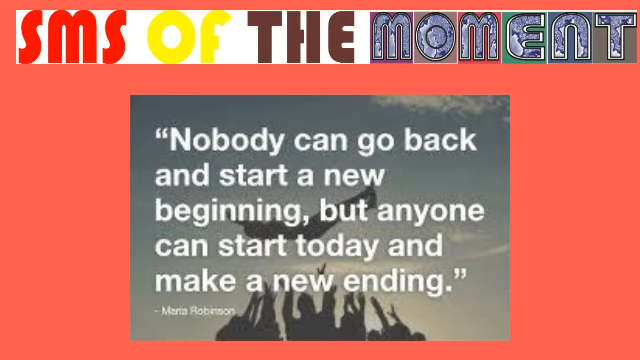 SMS OF THE MOMENT
“Nobody can go back
and start a new
beginning, but anyone
can start today and
make a new ending.”
- Maria Robinson